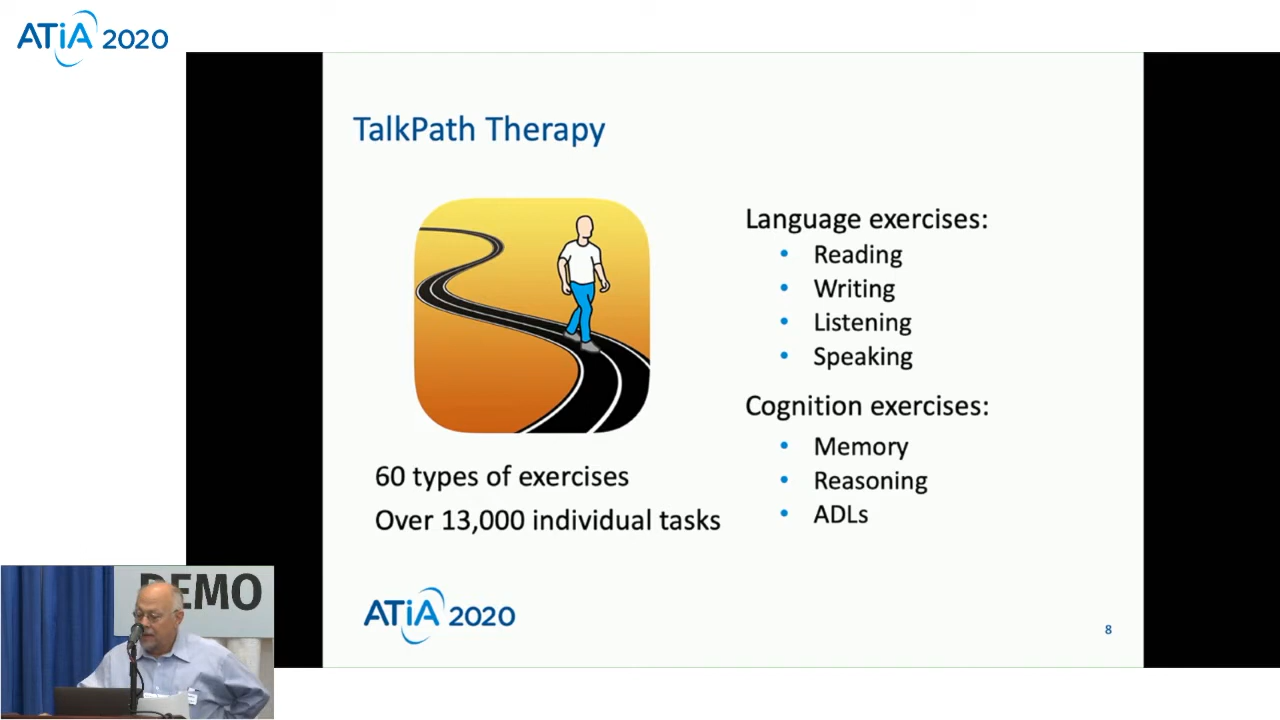 ATiA 2020
TalkPath Therapy
60 types of exercises
Over 13,000 individual tasks
Language exercises:
• Reading
• Writing
• Listening
• Speaking
Cognition exercises:
• Memory
• Reasoning
• ADLs
ATiA 2020
8
DEMO